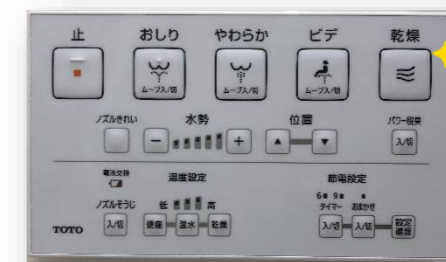 止 おしり やわらか ビデ 乾燥
ムーブ入/切 ムーブ入/切 ムーブ入/切
ノズルきれい 水勢 位置 パワー脱臭
− + ▲ ▼ 入/切
電池交換 温度設定 節電設定
6時 9時
ノズルそうじ 低 高 タイマー おまかせ
TOTO 入/切 便座 温水 乾燥 入/切 入/切 設定確認